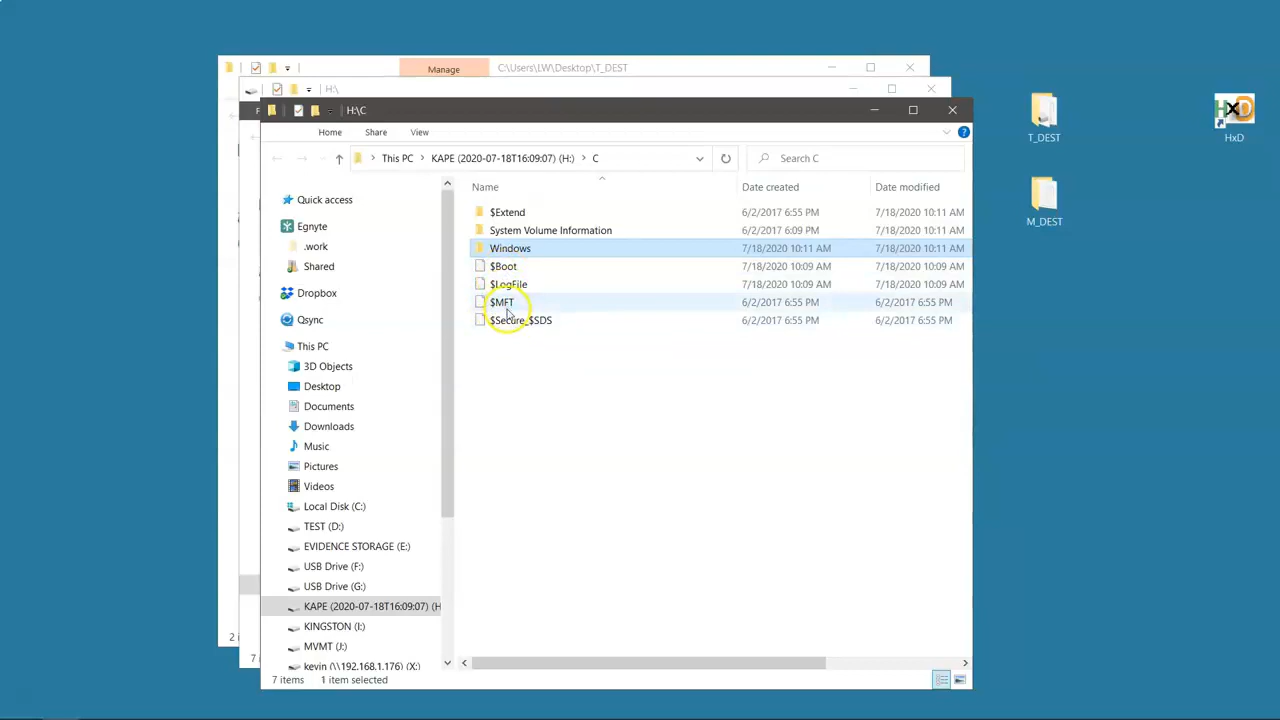 Manage
C:\Users\LW\Desktop\T_DEST
H:\
H:\C
Home Share View
This PC KAPE (2020-07-18T16:09:07) (H:) C
Search C
Name Date created Date modified
Quick access
Egnyte
.work
Shared
Dropbox
Qsync
This PC
3D Objects
Desktop
Documents
Downloads
Music
Pictures
Videos
Local Disk (C:)
TEST (D:)
EVIDENCE STORAGE (E:)
USB Drive (F:)
USB Drive (G:)
KAPE (2020-07-18T16:09:07) (H
KINGSTON (I:)
MVMT (J:)
kevin (\\192.168.1.176) (X:)
$Extend 6/2/2017 6:55 PM 7/18/2020 10:11 AM
System Volume Information 6/2/2017 6:09 PM 7/18/2020 10:11 AM
Windows 7/18/2020 10:11 AM 7/18/2020 10:11 AM
$Boot 7/18/2020 10:09 AM 7/18/2020 10:09 AM
$LogFile 7/18/2020 10:09 AM 7/18/2020 10:09 AM
$MFT 6/2/2017 6:55 PM 6/2/2017 6:55 PM
$Secure_$SDS 6/2/2017 6:55 PM 6/2/2017 6:55 PM
2 i
7
7 items 1 item selected
T_DEST
M_DEST
HxD
HxD